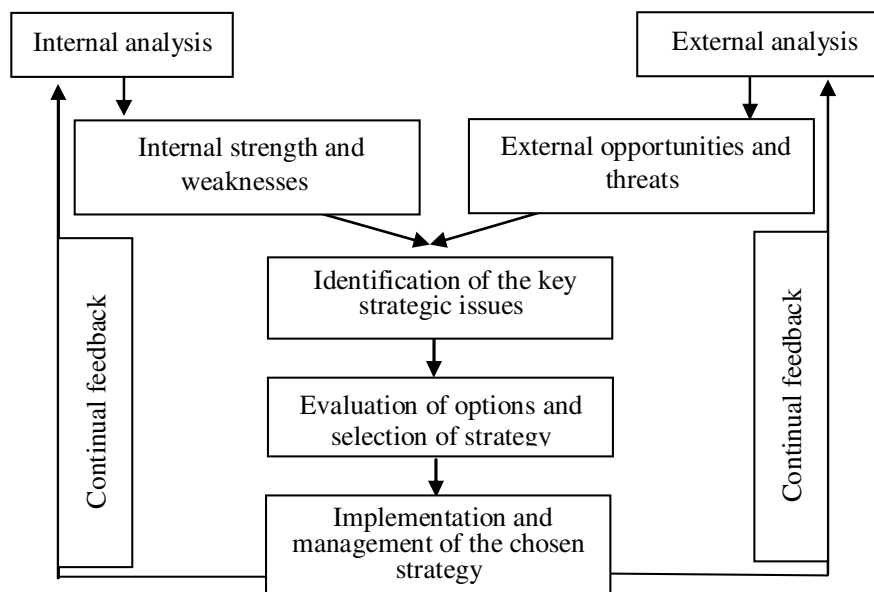 Internal analysis
External analysis
Internal strength and
weaknesses
External opportunities and
threats
Identification of the key
strategic issues
Evaluation of options and
selection of strategy
Implementation and
management of the chosen
strategy
Continual feedback
Continual feedback